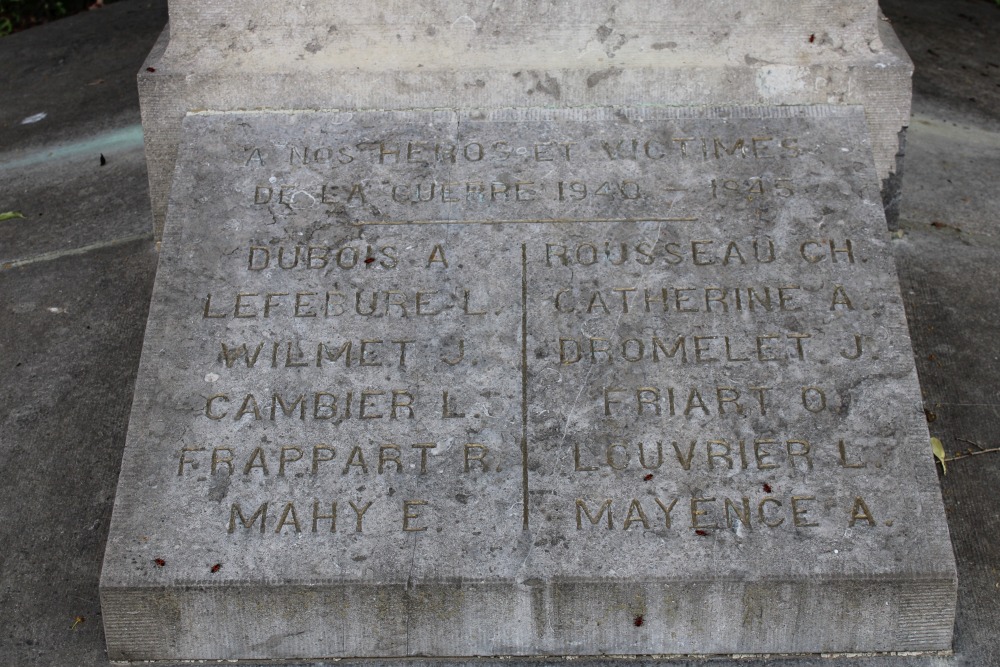 A NOS HEROS ET VICTIMES
DE LA GUERRE 1940 - 1945
DUBOIS A.
LEFEBURE L.
WILMET J.
CAMBIER L.
FRAPPART R.
MAHY E.
ROUSSEAU CH.
CATHERINE A.
DROMELET J.
FRIART O.
LOUVRIER L.
MAYENCE A.